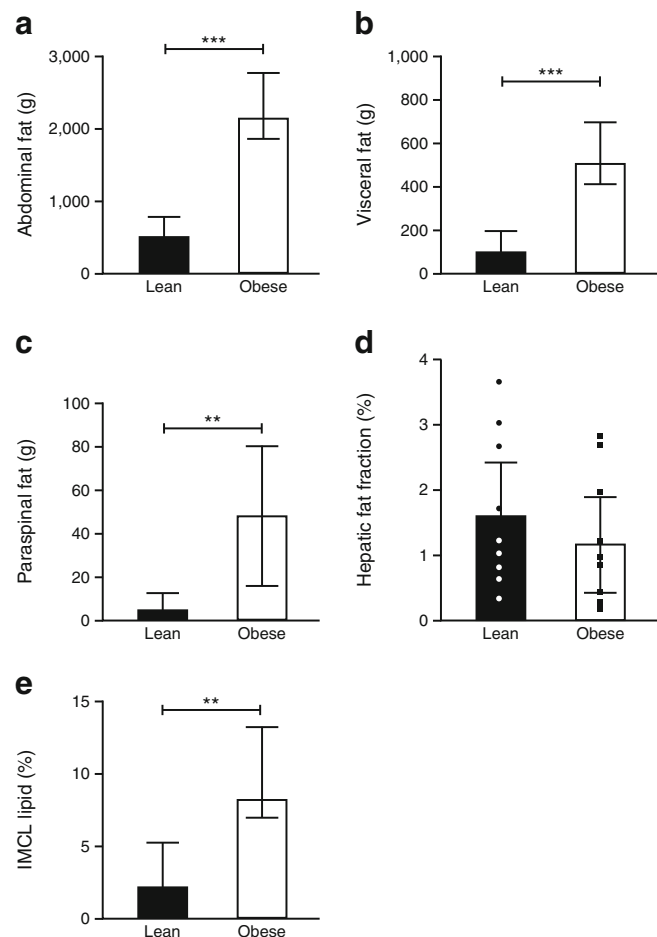 a
***
3,000
2,000
1,000
0
Abdominal fat (g)
Lean Obese
b
***
1,000
800
600
400
200
0
Visceral fat (g)
Lean Obese
c
**
100
80
60
40
20
0
Paraspinal fat (g)
Lean Obese
d
4
3
2
1
0
Hepatic fat fraction (%)
Lean Obese
e
**
15
10
5
0
IMCL lipid (%)
Lean Obese